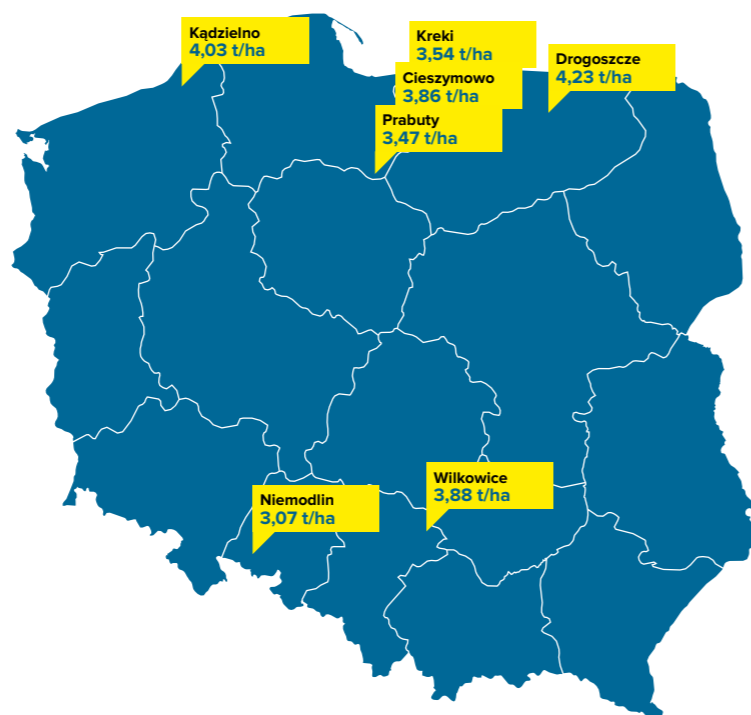 Kądzielno
4,03 t/ha
Kreki
3,54 t/ha
Cieszymowo
3,86 t/ha
Prabuty
3,47 t/ha
Drogoszcze
4,23 t/ha
Wilkowice
3,88 t/ha
Niemodlin
3,07 t/ha